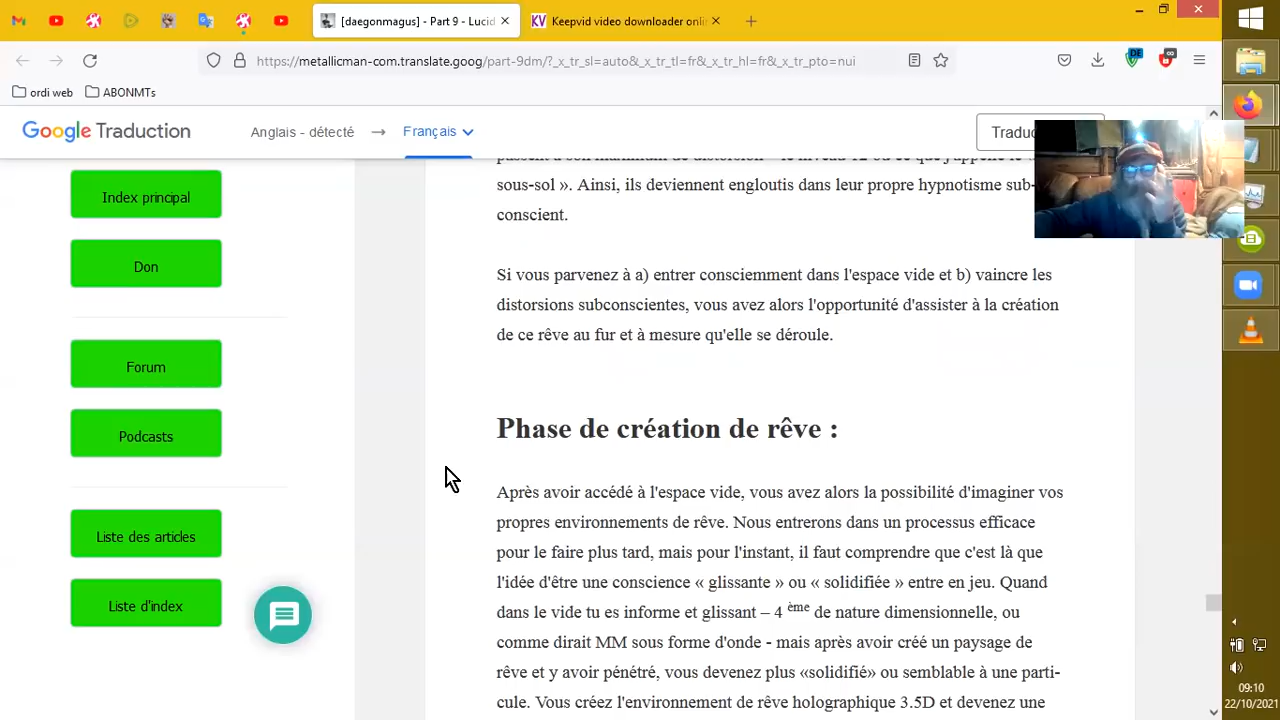 [daegonmagus] - Part 9 - Lucid
Keepvid video downloader onli
https://metallicman-com.translate.goog/part-9dm/?_x_tr_sl=auto&_x_tr_tl=fr&_x_tr_hl=fr&_x_tr_pto=nui
ordi web
ABONMTs
Google Traduction
Anglais - détecté
Français
Index principal
Don
Forum
Podcasts
Liste des articles
Liste d'index
sous-sol ». Ainsi, ils deviennent engloutis dans leur propre hypnotisme sub-
conscient.
Si vous parvenez à a) entrer consciemment dans l'espace vide et b) vaincre les
distorsions subconscientes, vous avez alors l'opportunité d'assister à la création
de ce rêve au fur et à mesure qu'elle se déroule.
Phase de création de rêve :
Après avoir accédé à l'espace vide, vous avez alors la possibilité d'imaginer vos
propres environnements de rêve. Nous entrerons dans un processus efficace
pour le faire plus tard, mais pour l'instant, il faut comprendre que c'est là que
l'idée d'être une conscience « glissante » ou « solidifiée » entre en jeu. Quand
dans le vide tu es informe et glissant – 4 ème de nature dimensionnelle, ou
comme dirait MM sous forme d'onde - mais après avoir créé un paysage de
rêve et y avoir pénétré, vous devenez plus «solidifié» ou semblable à une parti-
cule. Vous créez l'environnement de rêve holographique 3.5D et devenez une
09:10
22/10/2021